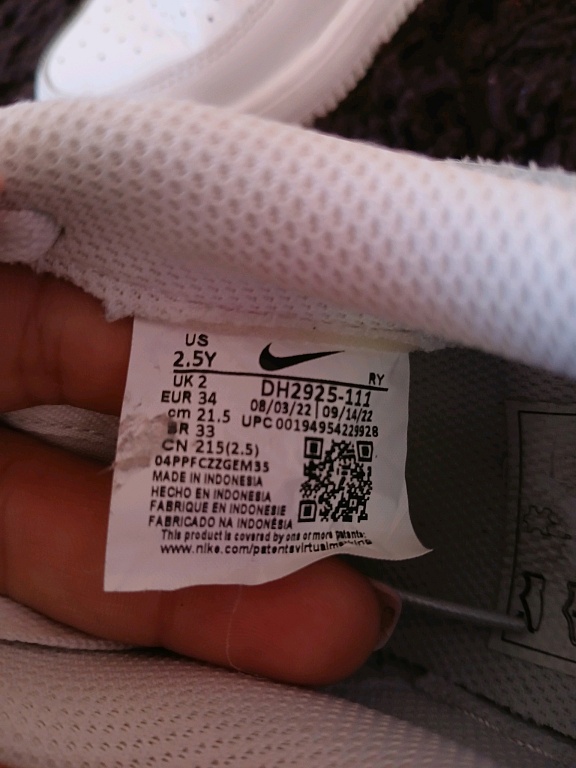 US
2.5Y
UK 2
RY
EUR 34
DH2925-111
cm 21.5
08/03/22 | 09/14/22
BR 33
UPC 00194954229928
CN 215(2.5)
04PPFCZZGEM35
MADE IN INDONESIA
HECHO EN INDONESIA
FABRIQUE EN INDONESIE
FABRICADO NA INDONÉSIA
This product is covered by one or more patents:
www.nike.com/patentsvirtualmarking